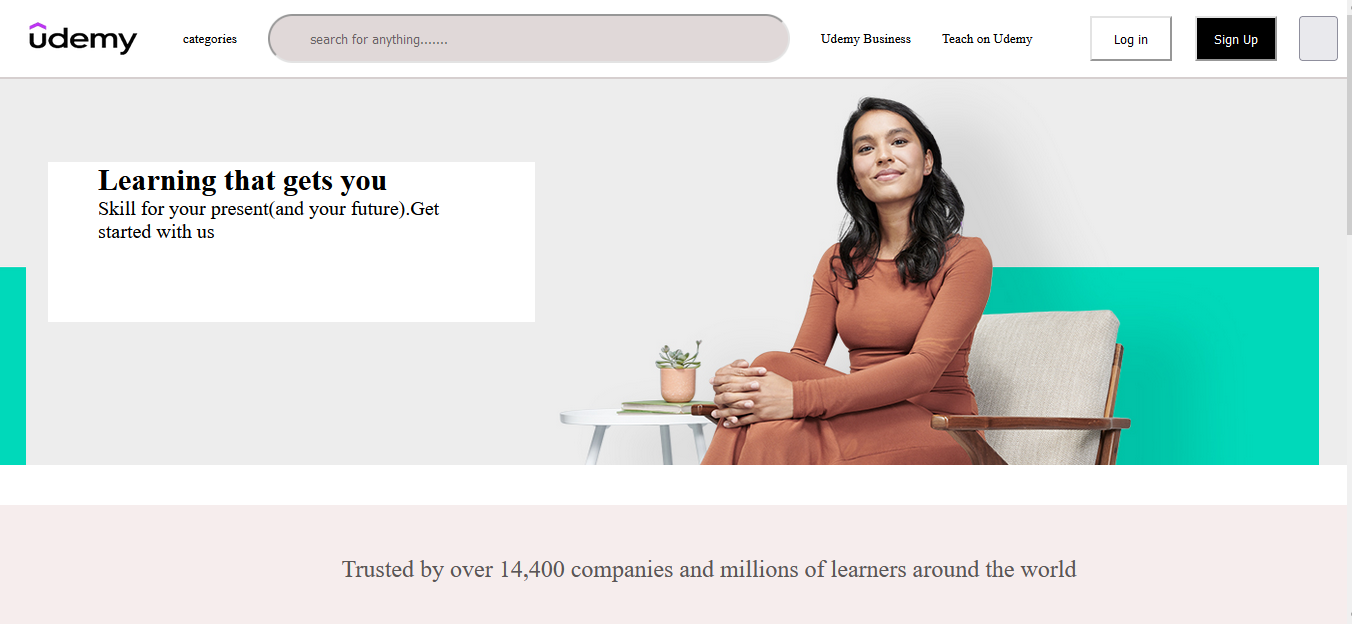 udemy
categories
search for anything.......
Udemy Business
Teach on Udemy
Log in
Sign Up
Learning that gets you
Skill for your present(and your future).Get
started with us
Trusted by over 14,400 companies and millions of learners around the world